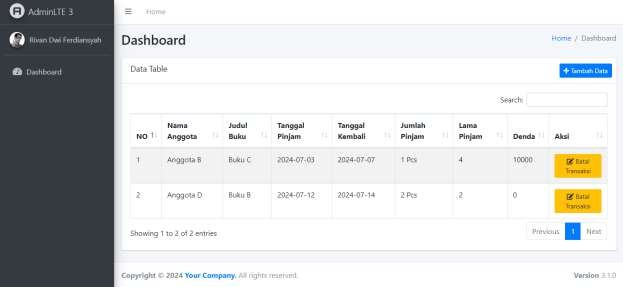 AdminLTE 3
Home
Rivan Dwi Ferdiansyah
Dashboard
Dashboard
Home / Dashboard
Data Table
Tambah Data
Search:
NO Nama Anggota Judul Buku Tanggal Pinjam Tanggal Kembali Jumlah Pinjam Lama Pinjam Denda Aksi
1 Anggota B Buku C 2024-07-03 2024-07-07 1 Pcs 4 10000 Batal Transaksi
2 Anggota D Buku B 2024-07-12 2024-07-14 2 Pcs 2 0 Batal Transaksi
Showing 1 to 2 of 2 entries
Previous 1 Next
Copyright © 2024 Your Company. All rights reserved.
Version 3.1.0